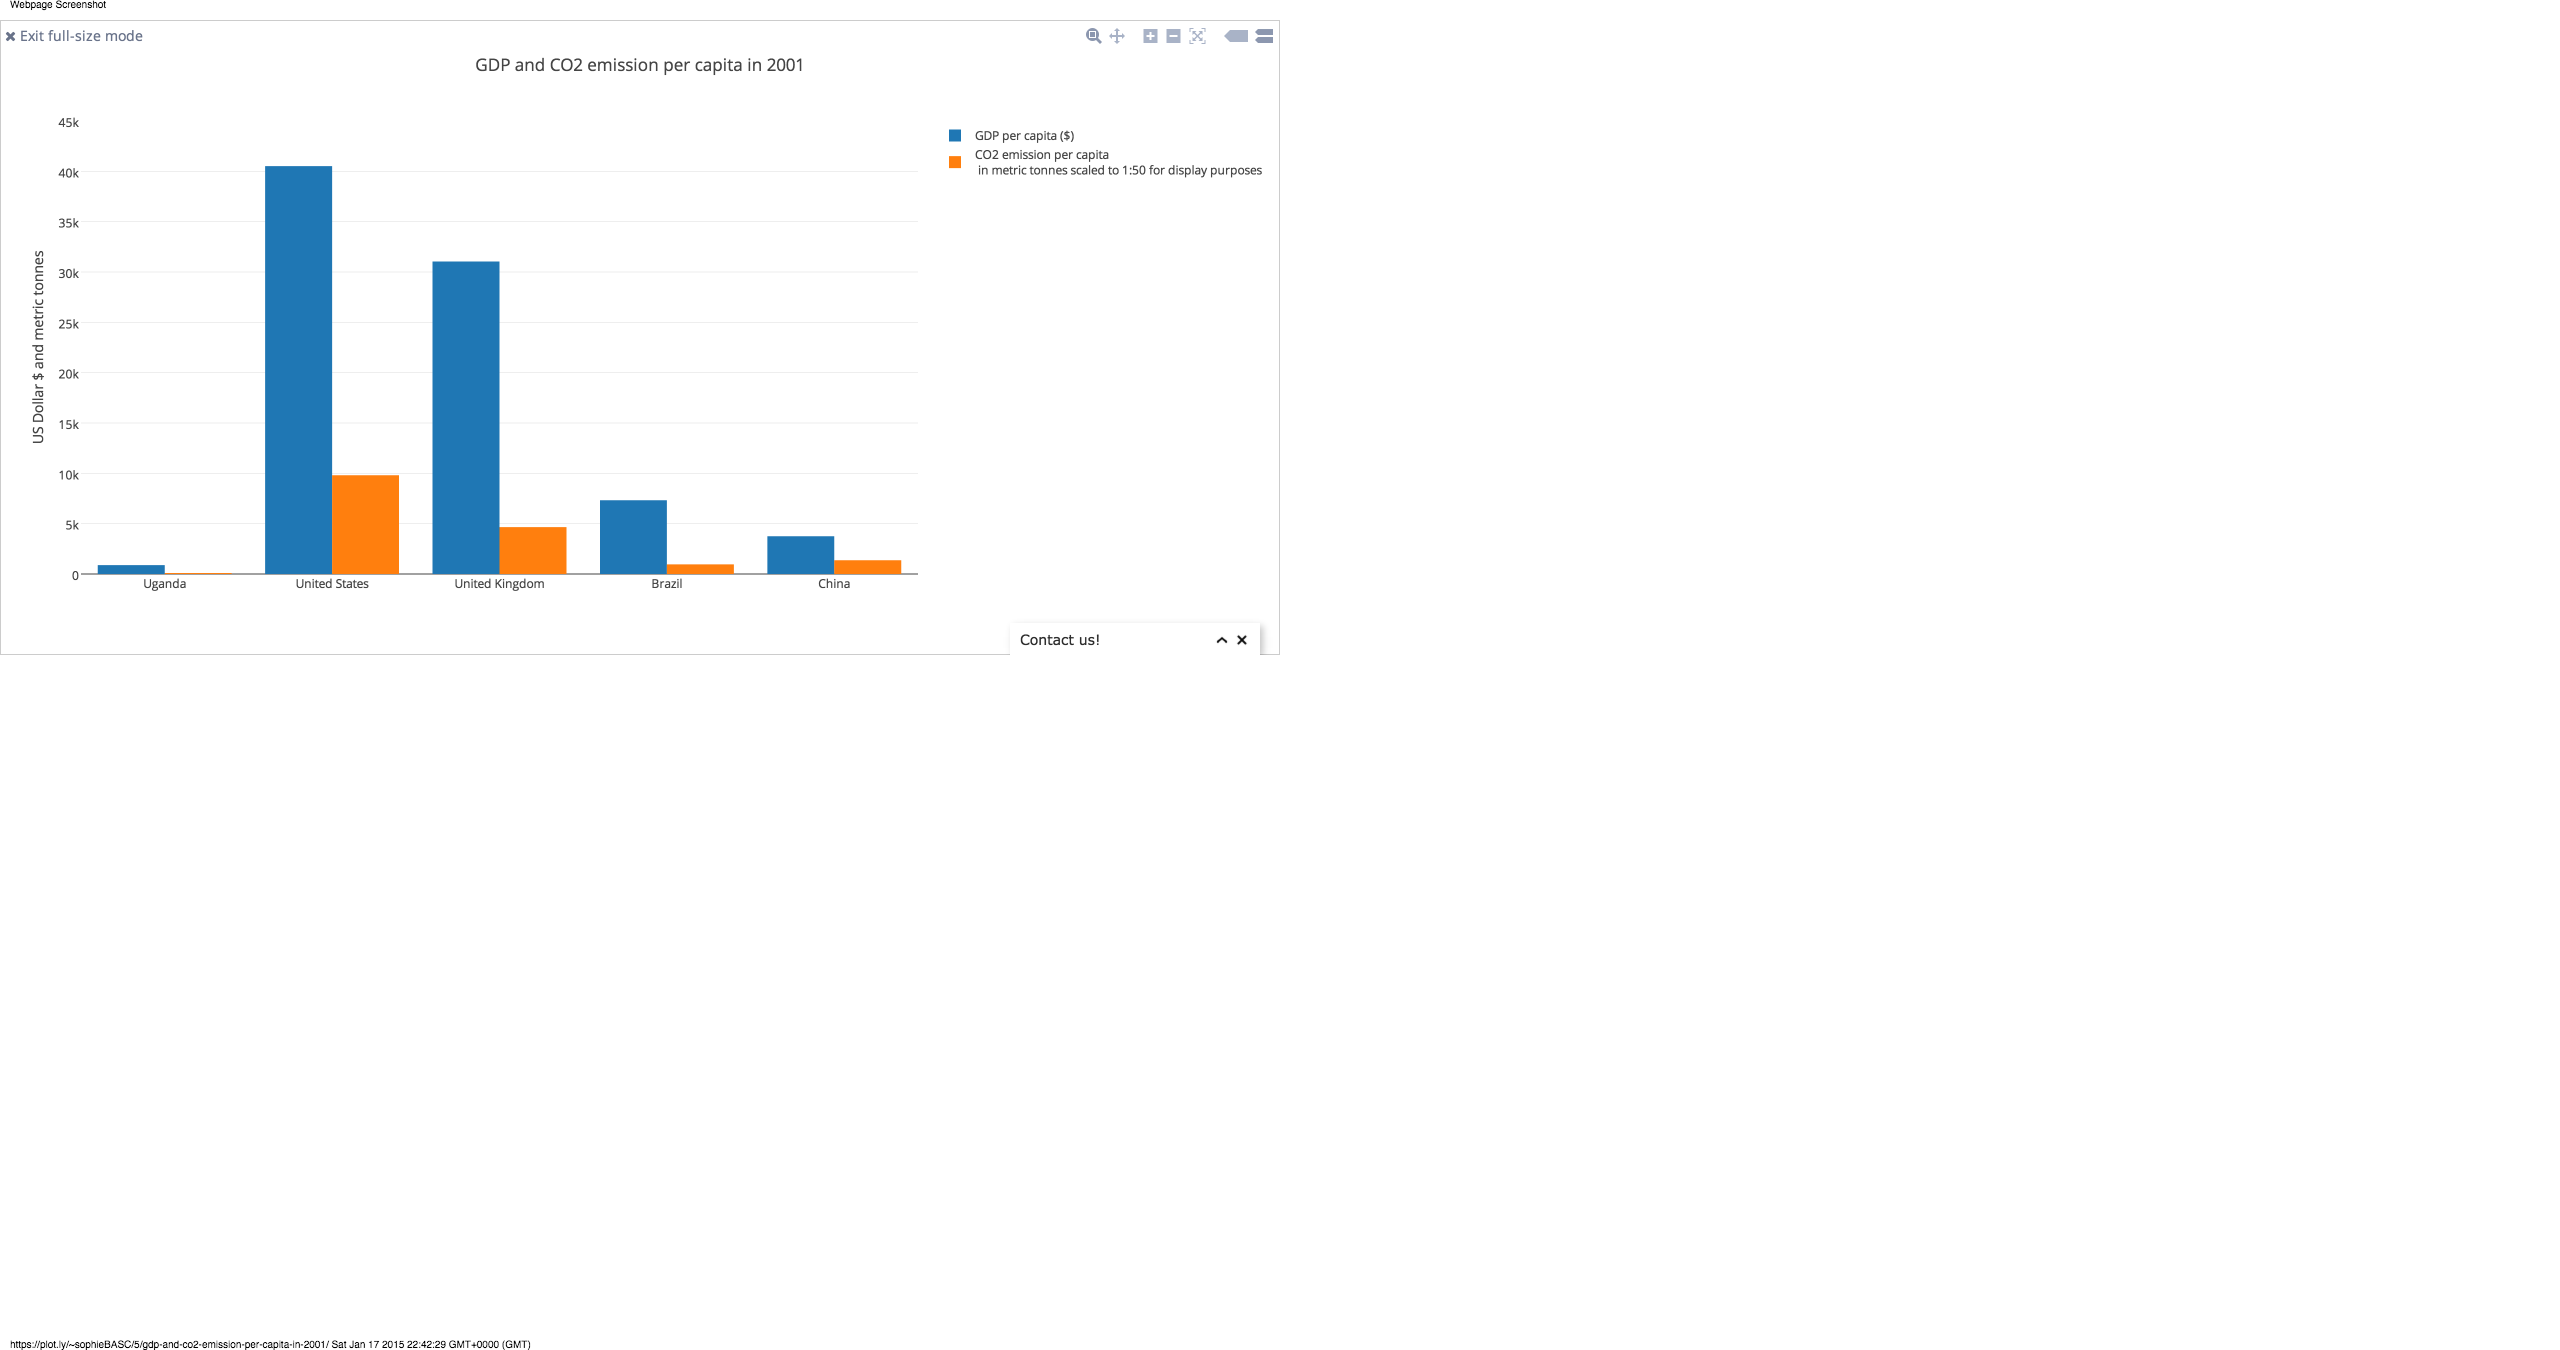 Webpage Screenshot
Exit full-size mode
GDP and CO2 emission per capita in 2001
45k
40k
35k
30k
25k
20k
15k
10k
5k
0
US Dollar $ and metric tonnes
Uganda
United States
United Kingdom
Brazil
China
GDP per capita ($)
CO2 emission per capita
in metric tonnes scaled to 1:50 for display purposes
Contact us!
https://plot.ly/~sophieBASC/5/gdp-and-co2-emission-per-capita-in-2001/ Sat Jan 17 2015 22:42:29 GMT+0000 (GMT)